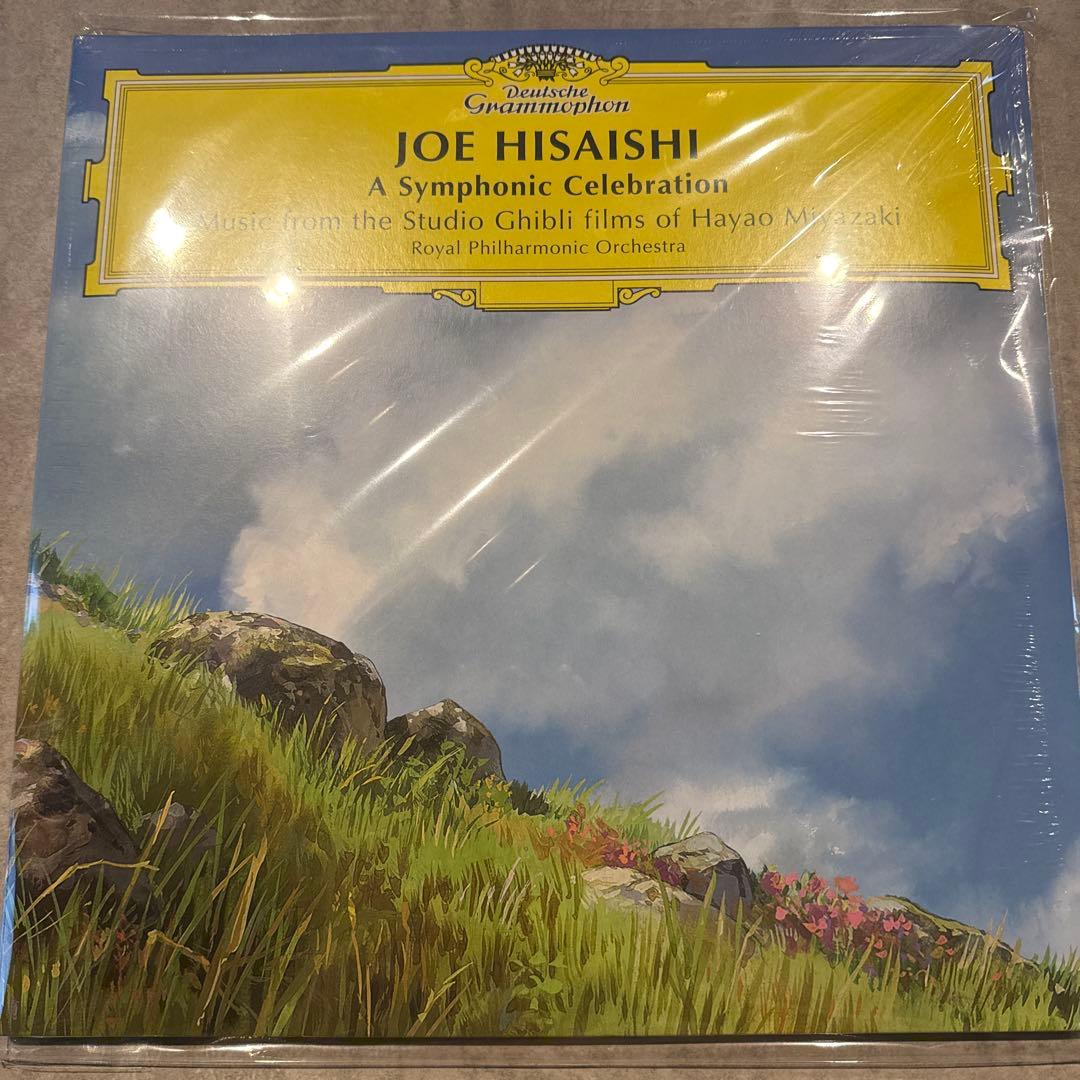 Deutsche
Grammophon
JOE HISAISHI
A Symphonic Celebration
Music from the Studio Ghibli films of Hayao Miyazaki
Royal Philharmonic Orchestra